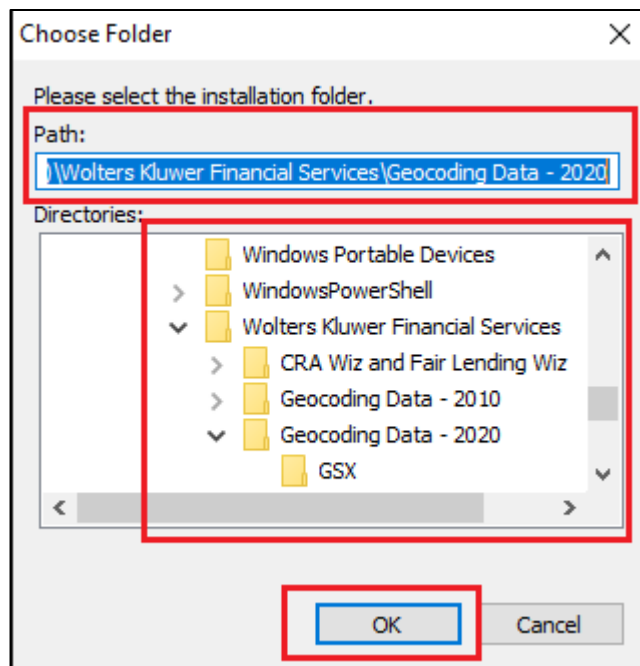 Choose Folder
Please select the installation folder.
Path:
)\Wolters Kluwer Financial Services\Geocoding Data - 2020
Directories:
Windows Portable Devices
WindowsPowerShell
Wolters Kluwer Financial Services
CRA Wiz and Fair Lending Wiz
Geocoding Data - 2010
Geocoding Data - 2020
GSX
OK Cancel